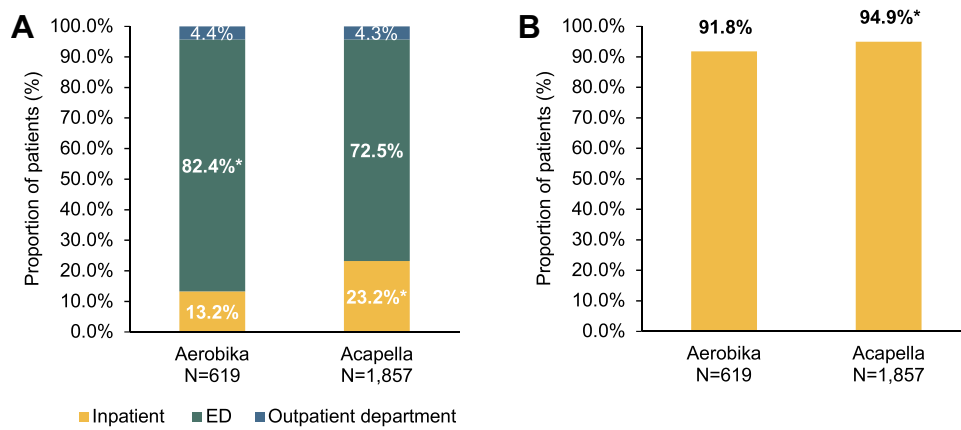 A
Proportion of patients (%)
100.0%
90.0%
80.0%
70.0%
60.0%
50.0%
40.0%
30.0%
20.0%
10.0%
0.0%
4.4%
82.4%*
13.2%
4.3%
72.5%
23.2%*
Aerobika
N=619
Acapella
N=1,857
Inpatient
ED
Outpatient department
B
Proportion of patients (%)
100.0%
90.0%
80.0%
70.0%
60.0%
50.0%
40.0%
30.0%
20.0%
10.0%
0.0%
91.8%
94.9%*
Aerobika
N=619
Acapella
N=1,857